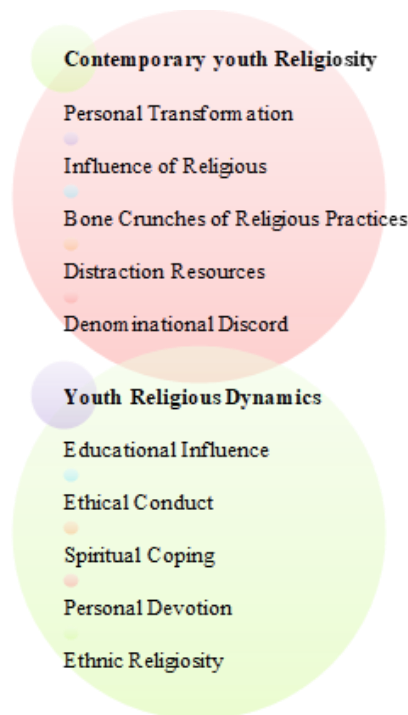 Contemporary youth Religiosity
Personal Transformation
Influence of Religious
Bone Crunches of Religious Practices
Distraction Resources
Denominational Discord
Youth Religious Dynamics
Educational Influence
Ethical Conduct
Spiritual Coping
Personal Devotion
Ethnic Religiosity